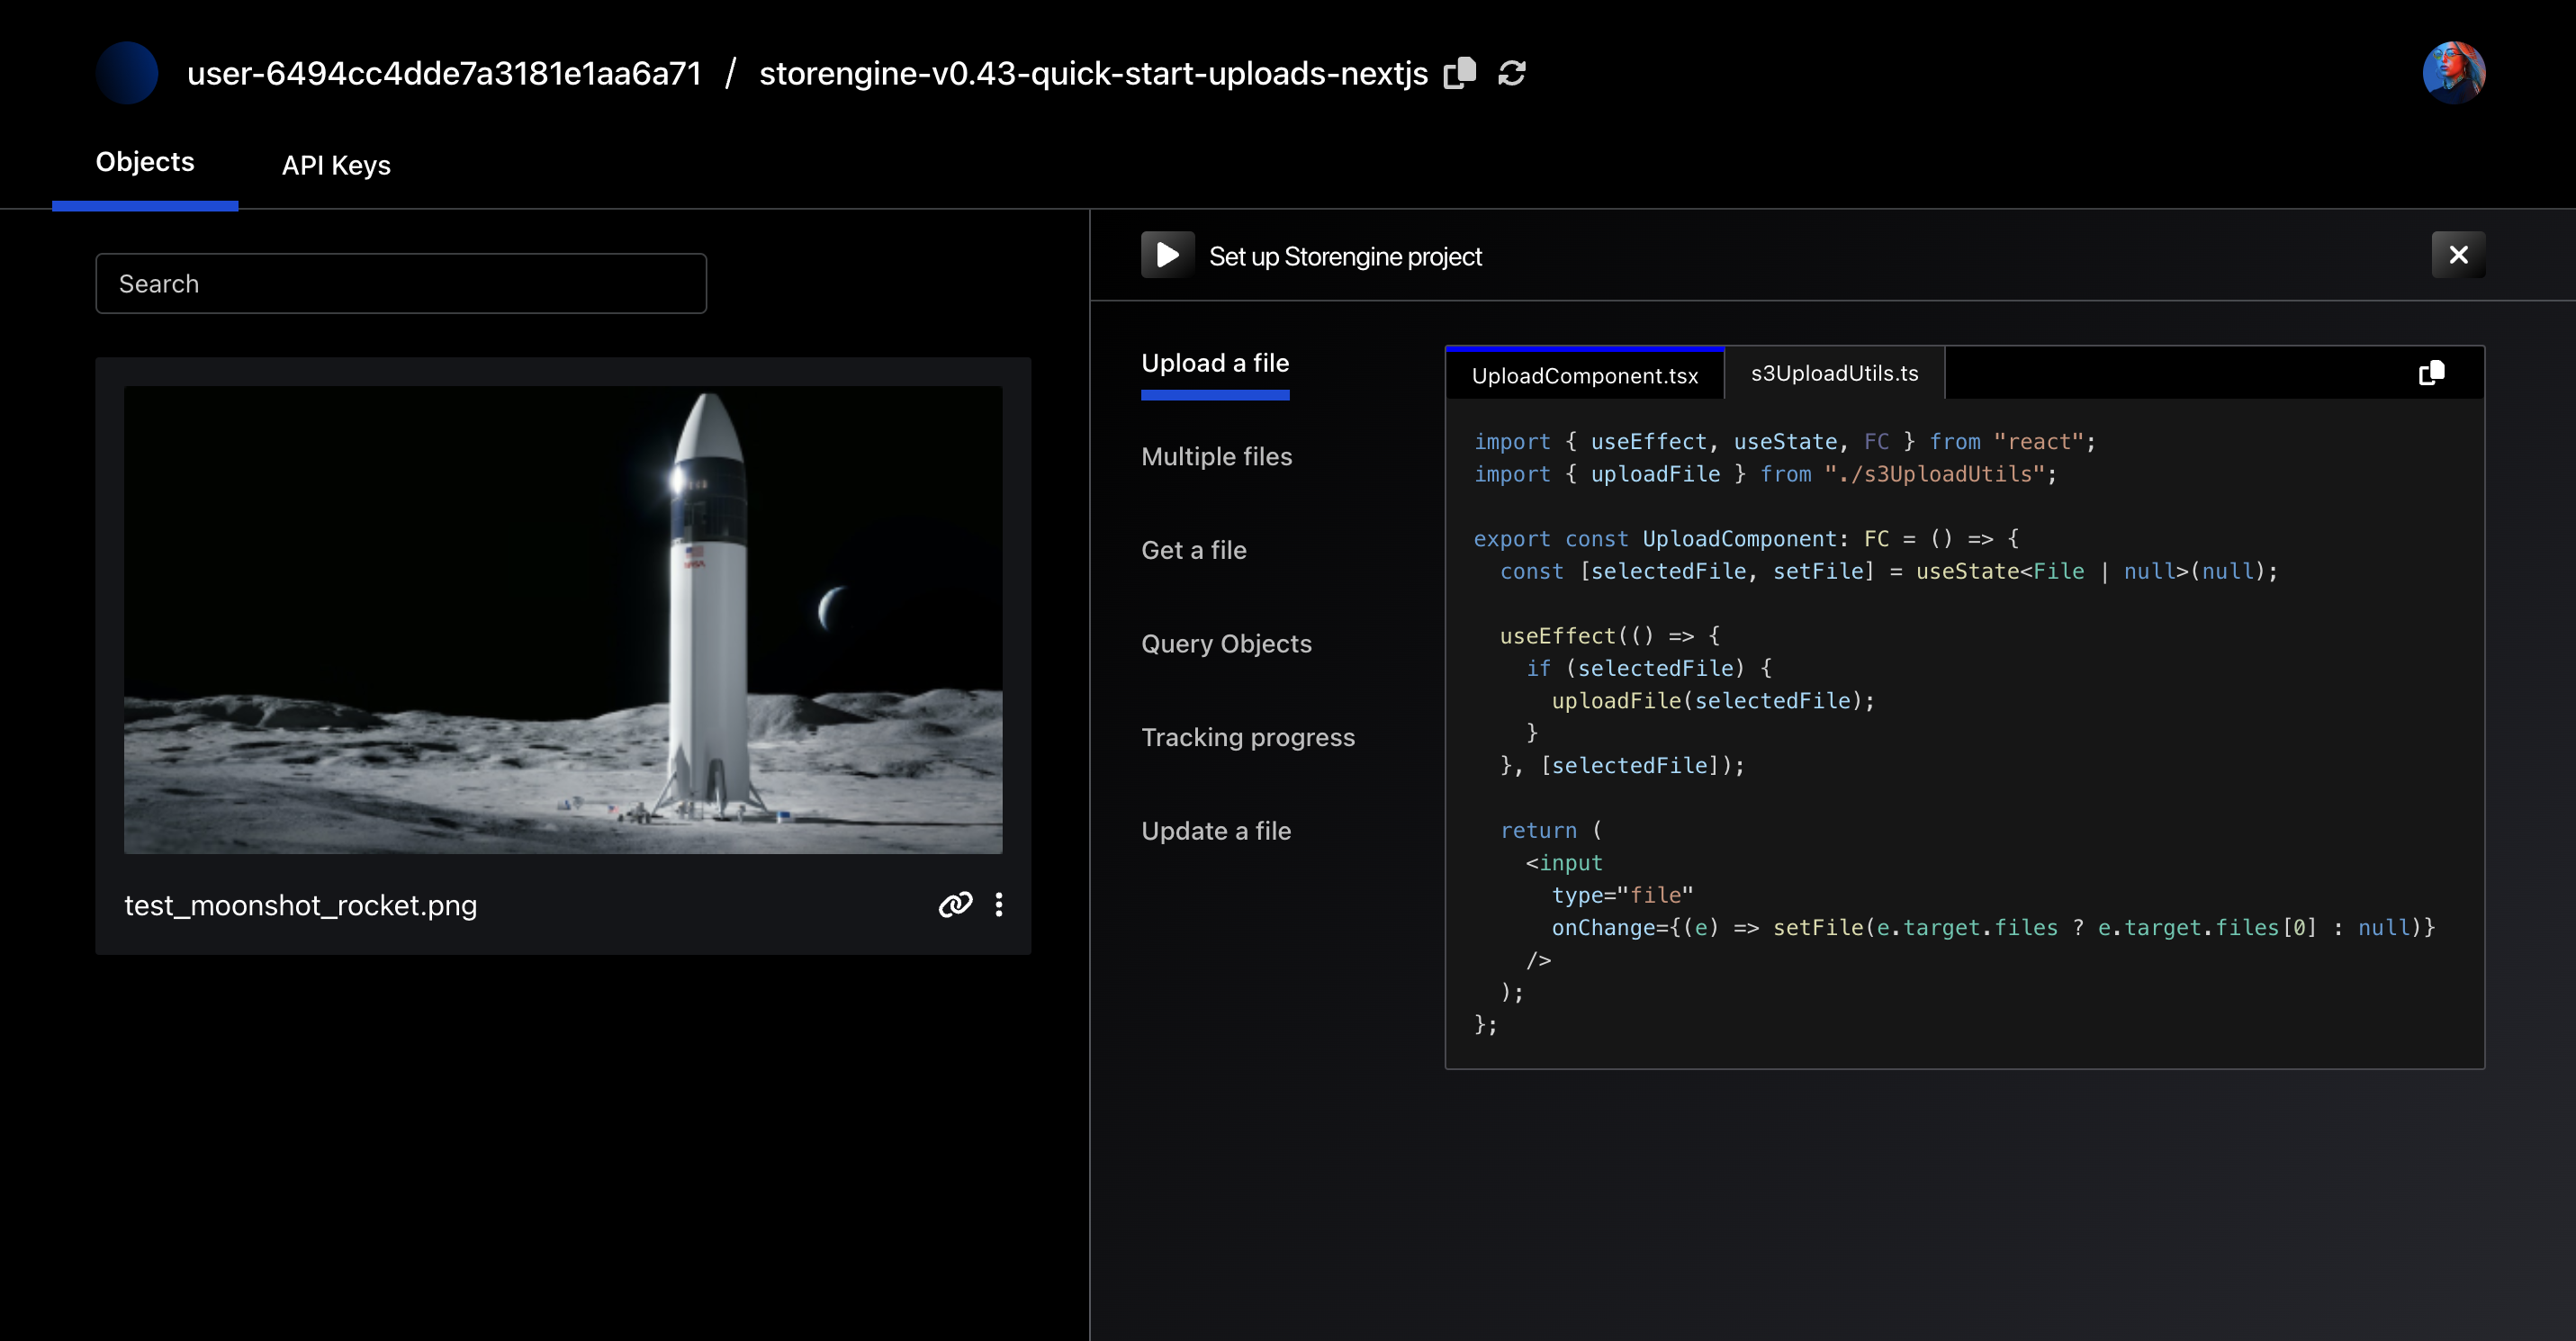 user-6494cc4dde7a3181e1aa6a71 / storengine-v0.43-quick-start-uploads-nextjs
Objects
API Keys
Search
test_moonshot_rocket.png
Set up Storengine project
Upload a file
Multiple files
Get a file
Query Objects
Tracking progress
Update a file
UploadComponent.tsx
s3UploadUtils.ts
import { useEffect, useState, FC } from "react";
import { uploadFile } from "./s3UploadUtils";
export const UploadComponent: FC = () => {
  const [selectedFile, setFile] = useState<File | null>(null);
  useEffect(() => {
    if (selectedFile) {
      uploadFile(selectedFile);
    }
  }, [selectedFile]);
  return (
    <input
      type="file"
      onChange={(e) => setFile(e.target.files ? e.target.files[0] : null)}
    />
  );
};